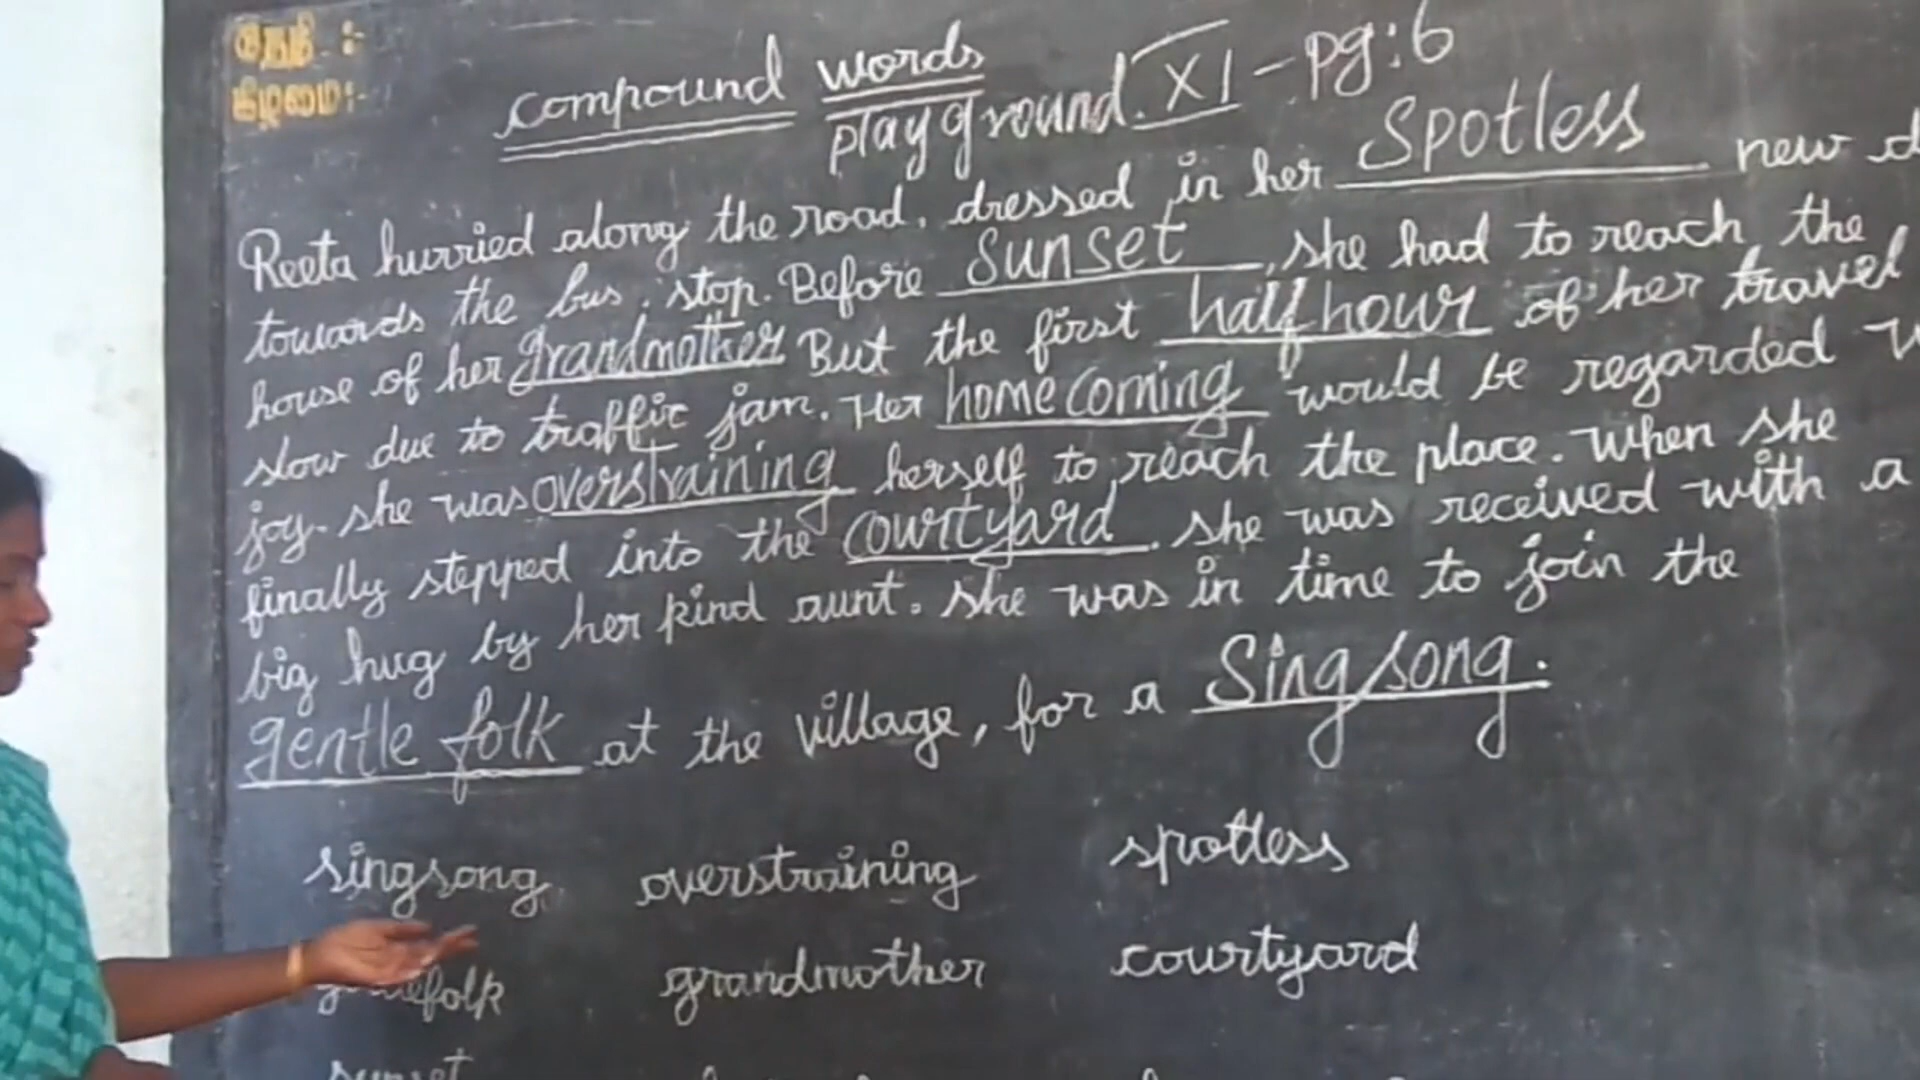 தேதி :-
கிழமை:-
compound words XI - pg:6
playground.
Reeta hurried along the road, dressed in her Spotless new
towards the bus stop. Before Sunset, she had to reach the
house of her grandmother But the first half hour of her travel
slow due to traffic jam. Her homecoming would be regarded
joy. she was overstraining herself to reach the place. When she
finally stepped into the courtyard. she was received with a
big hug by her kind aunt. She was in time to join the
gentle folk at the village, for a Singsong.
singsong overstraining spotless
grandmother courtyard
sunset